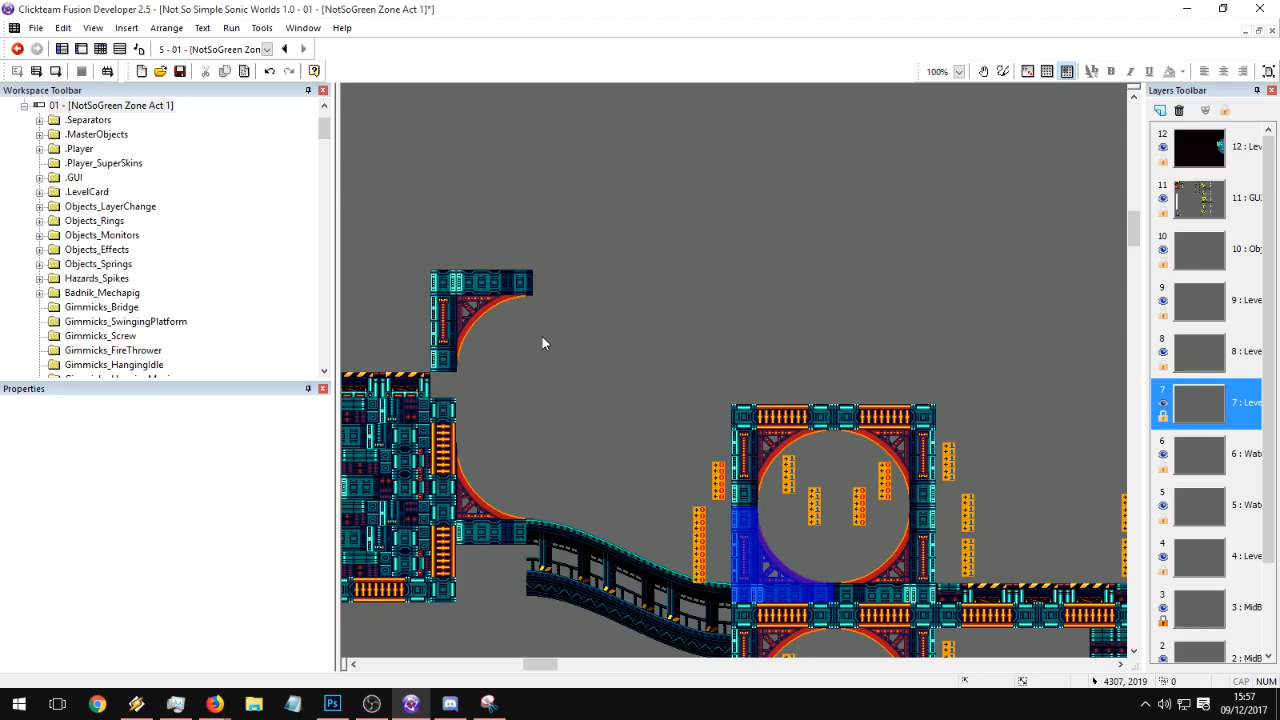 Clickteam Fusion Developer 2.5 - [Not So Simple Sonic Worlds 1.0 - 01 - [NotSoGreen Zone Act 1]*]
File Edit View Insert Arrange Text Run Tools Window Help
5 - 01 - [NotSoGreen Zon
100%
Workspace Toolbar
Layers Toolbar
01 - [NotSoGreen Zone Act 1]
.Separators
.MasterObjects
.Player
.Player_SuperSkins
.GUI
.LevelCard
Objects_LayerChange
Objects_Rings
Objects_Monitors
Objects_Effects
Objects_Springs
Hazards_Spikes
Badnik_Mechapig
Gimmicks_Bridge
Gimmicks_SwingingPlatform
Gimmicks_Screw
Gimmicks_FireThrower
Gimmicks_HangingIdle
Properties
12 12 : Lev
11 11 : GUI
10 10 : Obj
9 9 : Leve
8 8 : Leve
7 7 : Leve
6 6 : Wat
5 5 : Wat
4 4 : Leve
3 3 : MidB
2 2 : MidB
4307, 2019
0
CAP NUM
Ps
15:57
09/12/2017